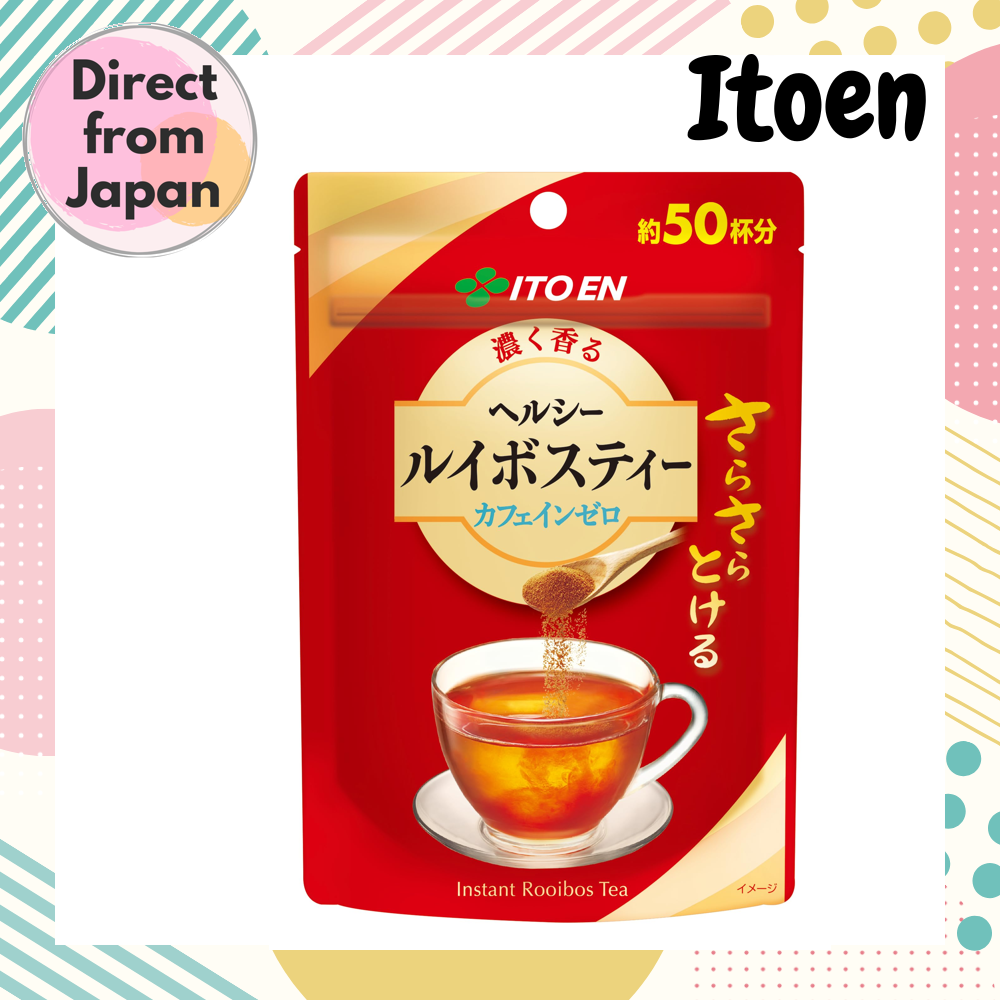 Direct
from
Japan
Itoen
約50杯分
ITO EN
濃く香る
ヘルシー
ルイボスティー
カフェインゼロ
さらさら
とける
Instant Rooibos Tea
イメージ